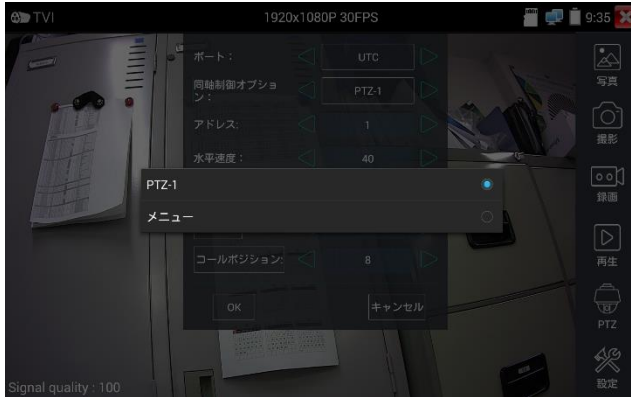 TVI
1920x1080P 30FPS
9:35
ポート：
UTC
同軸制御オプショ
ン：
PTZ-1
アドレス:
1
水平速度：
40
PTZ-1
メニュー
コールポジション:
8
OK
キャンセル
Signal quality : 100
写真
撮影
録画
再生
PTZ
設定